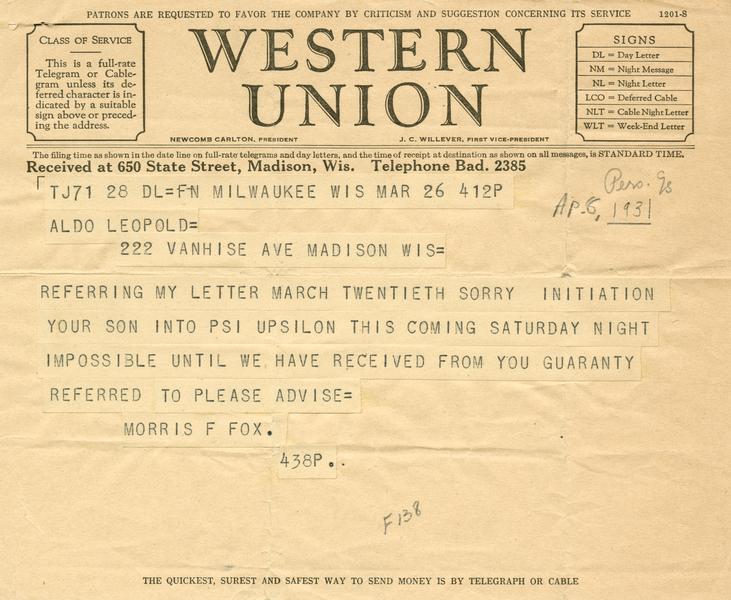 PATRONS ARE REQUESTED TO FAVOR THE COMPANY BY CRITICISM AND SUGGESTION CONCERNING ITS SERVICE 1201-S
CLASS OF SERVICE
This is a full-rate
Telegram or Cable-
gram unless its de-
ferred character is in-
dicated by a suitable
sign above or preced-
ing the address.
WESTERN
UNION
NEWCOMB CARLTON, PRESIDENT J. C. WILLEVER, FIRST VICE-PRESIDENT
SIGNS
DL = Day Letter
NM = Night Message
NL = Night Letter
LCO = Deferred Cable
NLT = Cable Night Letter
WLT = Week-End Letter
The filing time as shown in the date line on full-rate telegrams and day letters, and the time of receipt at destination as shown on all messages, is STANDARD TIME.
Received at 650 State Street, Madison, Wis. Telephone Bad. 2385
TJ71 28 DL=FN MILWAUKEE WIS MAR 26 412P
Pers.
1931
ALDO LEOPOLD=
222 VANHISE AVE MADISON WIS=
REFERRING MY LETTER MARCH TWENTIETH SORRY INITIATION
YOUR SON INTO PSI UPSILON THIS COMING SATURDAY NIGHT
IMPOSSIBLE UNTIL WE HAVE RECEIVED FROM YOU GUARANTY
REFERRED TO PLEASE ADVISE=
MORRIS F FOX.
438P..
F138
THE QUICKEST, SUREST AND SAFEST WAY TO SEND MONEY IS BY TELEGRAPH OR CABLE